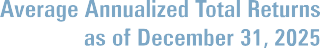 Average Annualized Total Returns
as of December 31, 2025